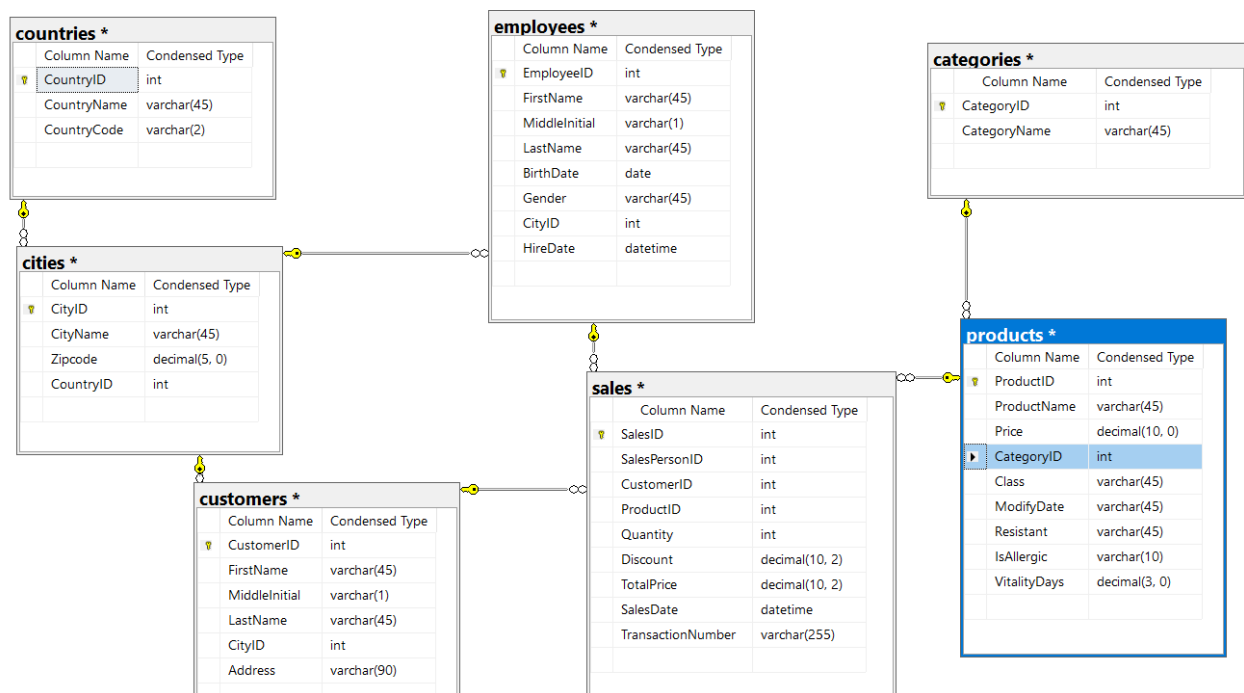 countries *
Column Name Condensed Type
CountryID int
CountryName varchar(45)
CountryCode varchar(2)
employees *
Column Name Condensed Type
EmployeeID int
FirstName varchar(45)
MiddleInitial varchar(1)
LastName varchar(45)
BirthDate date
Gender varchar(45)
CityID int
HireDate datetime
categories *
Column Name Condensed Type
CategoryID int
CategoryName varchar(45)
cities *
Column Name Condensed Type
CityID int
CityName varchar(45)
Zipcode decimal(5, 0)
CountryID int
products *
Column Name Condensed Type
ProductID int
ProductName varchar(45)
Price decimal(10, 0)
CategoryID int
Class varchar(45)
ModifyDate varchar(45)
Resistant varchar(45)
IsAllergic varchar(10)
VitalityDays decimal(3, 0)
sales *
Column Name Condensed Type
SalesID int
SalesPersonID int
CustomerID int
ProductID int
Quantity int
Discount decimal(10, 2)
TotalPrice decimal(10, 2)
SalesDate datetime
TransactionNumber varchar(255)
customers *
Column Name Condensed Type
CustomerID int
FirstName varchar(45)
MiddleInitial varchar(1)
LastName varchar(45)
CityID int
Address varchar(90)